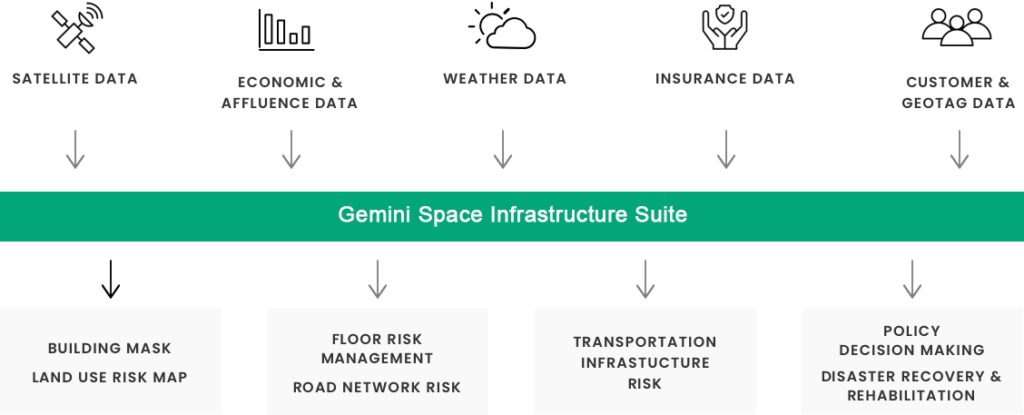 SATELLITE DATA
ECONOMIC &
AFFLUENCE DATA
WEATHER DATA
INSURANCE DATA
CUSTOMER &
GEOTAG DATA
Gemini Space Infrastructure Suite
BUILDING MASK
LAND USE RISK MAP
FLOOR RISK
MANAGEMENT
ROAD NETWORK RISK
TRANSPORTATION
INFRASTUCTURE
RISK
POLICY
DECISION MAKING
DISASTER RECOVERY &
REHABILITATION